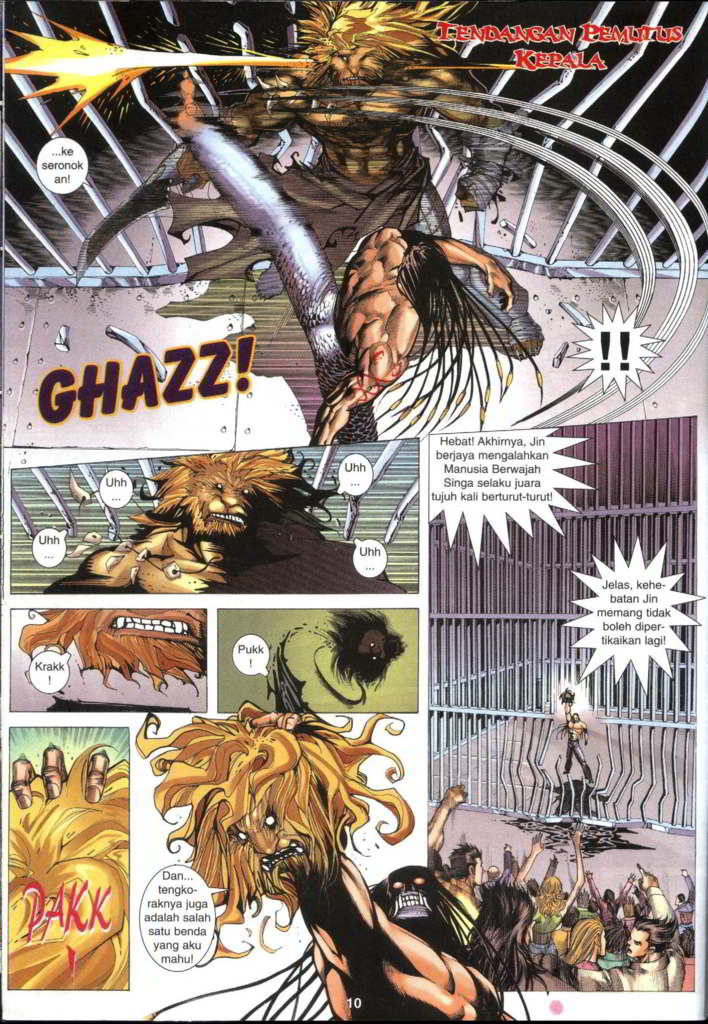 TENDANGAN PEMUTUS
KEPALA
...ke
seronok
an!
!!
GHAZZ!
Hebat! Akhirnya, Jin
berjaya mengalahkan
Manusia Berwajah
Singa selaku juara
tujuh kali berturut-turut!
Uhh
...
Uhh
...
Uhh
...
Uhh
...
Jelas, kehe-
batan Jin
memang tidak
boleh diper-
tikaikan lagi!
Krakk
!
Pukk
!
PAKK
!
Dan...
tengko-
raknya juga
adalah salah
satu benda
yang aku
mahu!
10